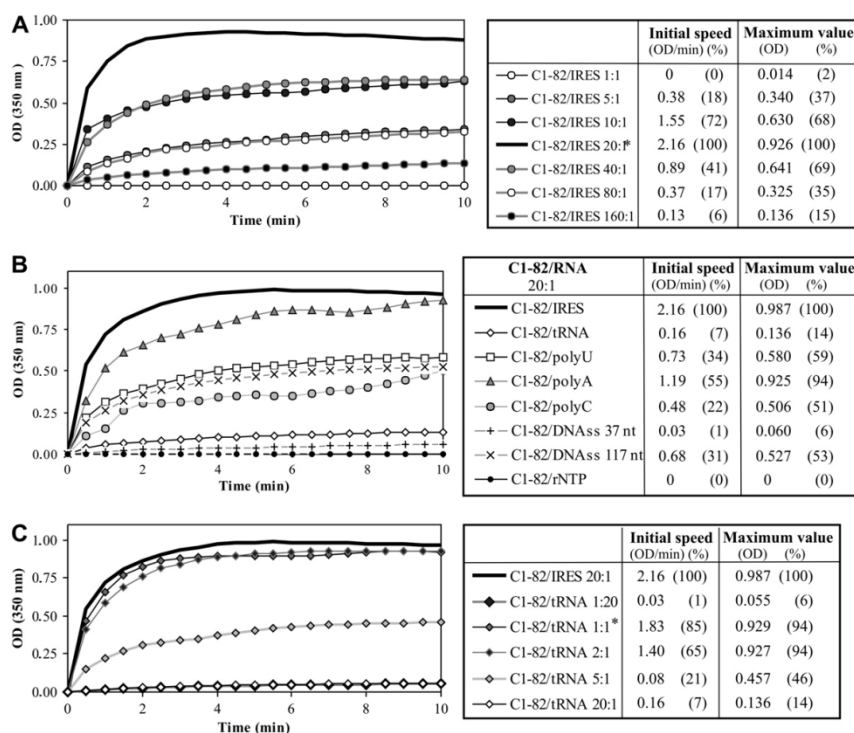 A
OD (350 nm)
1.00
0.75
0.50
0.25
0.00
0 2 4 6 8 10
Time (min)
Initial speed Maximum value
(OD/min) (%) (OD) (%)
C1-82/IRES 1:1 0 (0) 0.014 (2)
C1-82/IRES 5:1 0.38 (18) 0.340 (37)
C1-82/IRES 10:1 1.55 (72) 0.630 (68)
C1-82/IRES 20:1* 2.16 (100) 0.926 (100)
C1-82/IRES 40:1 0.89 (41) 0.641 (69)
C1-82/IRES 80:1 0.37 (17) 0.325 (35)
C1-82/IRES 160:1 0.13 (6) 0.136 (15)
B
OD (350 nm)
1.00
0.75
0.50
0.25
0.00
0 2 4 6 8 10
Time (min)
C1-82/RNA Initial speed Maximum value
20:1 (OD/min) (%) (OD) (%)
C1-82/IRES 2.16 (100) 0.987 (100)
C1-82/tRNA 0.16 (7) 0.136 (14)
C1-82/polyU 0.73 (34) 0.580 (59)
C1-82/polyA 1.19 (55) 0.925 (94)
C1-82/polyC 0.48 (22) 0.506 (51)
C1-82/DNAss 37 nt 0.03 (1) 0.060 (6)
C1-82/DNAss 117 nt 0.68 (31) 0.527 (53)
C1-82/rNTP 0 (0) 0 (0)
C
OD (350 nm)
1.00
0.75
0.50
0.25
0.00
0 2 4 6 8 10
Time (min)
Initial speed Maximum value
(OD/min) (%) (OD) (%)
C1-82/IRES 20:1 2.16 (100) 0.987 (100)
C1-82/tRNA 1:20 0.03 (1) 0.055 (6)
C1-82/tRNA 1:1* 1.83 (85) 0.929 (94)
C1-82/tRNA 2:1 1.40 (65) 0.927 (94)
C1-82/tRNA 5:1 0.08 (21) 0.457 (46)
C1-82/tRNA 20:1 0.16 (7) 0.136 (14)